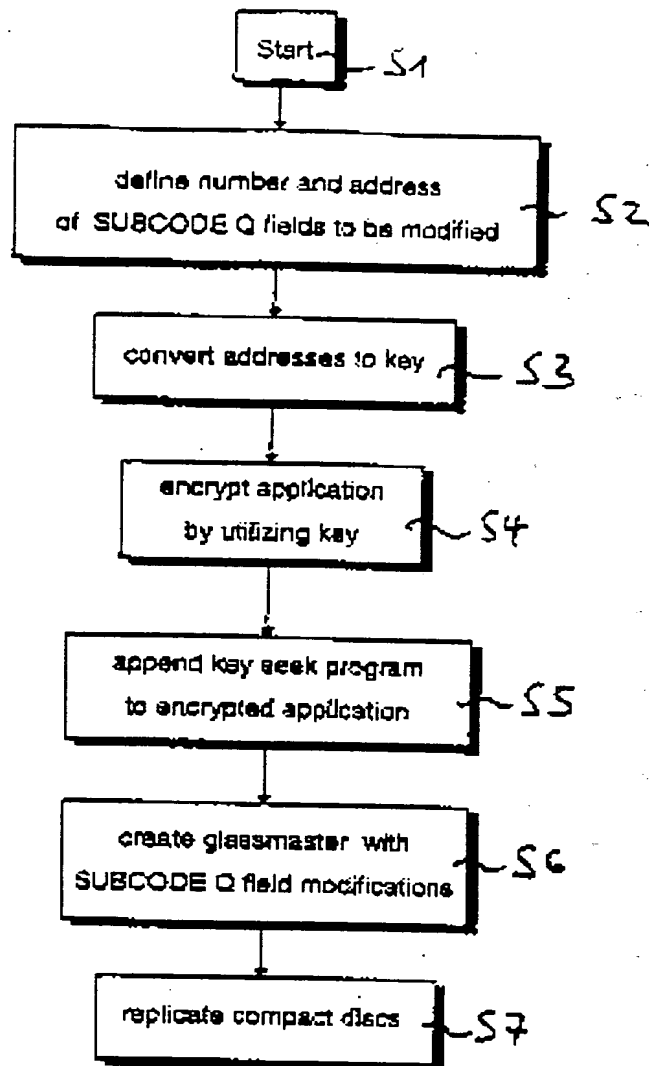 Start S1
define number and address
of SUBCODE Q fields to be modified S2
convert addresses to key S3
encrypt application
by utilizing key S4
append key seek program
to encrypted application S5
create glassmaster with
SUBCODE Q field modifications S6
replicate compact discs S7